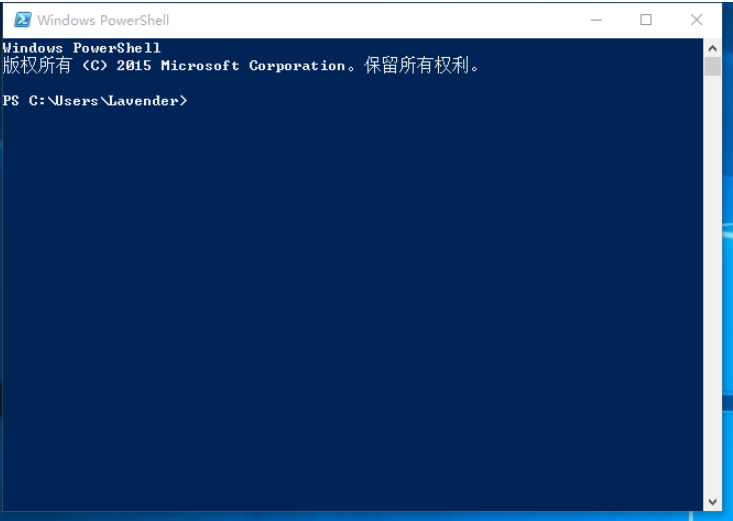 Windows PowerShell
Windows PowerShell
版权所有 (C) 2015 Microsoft Corporation。保留所有权利。
PS C:\Users\Lavender>